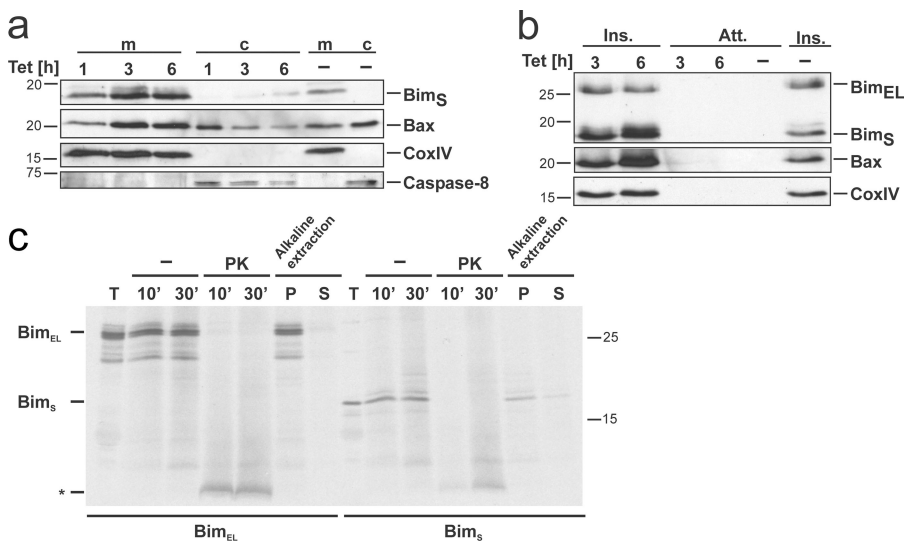 a
m c m c
Tet [h] 1 3 6 1 3 6 – –
20 BimS
20 Bax
15 CoxIV
75 Caspase-8
b
Ins. Att. Ins.
Tet [h] 3 6 3 6 – –
25 BimEL
20 BimS
20 Bax
15 CoxIV
c
– PK Alkaline extraction – PK Alkaline extraction
T 10' 30' 10' 30' P S T 10' 30' 10' 30' P S
BimEL 25
BimS 15
*
BimEL BimS